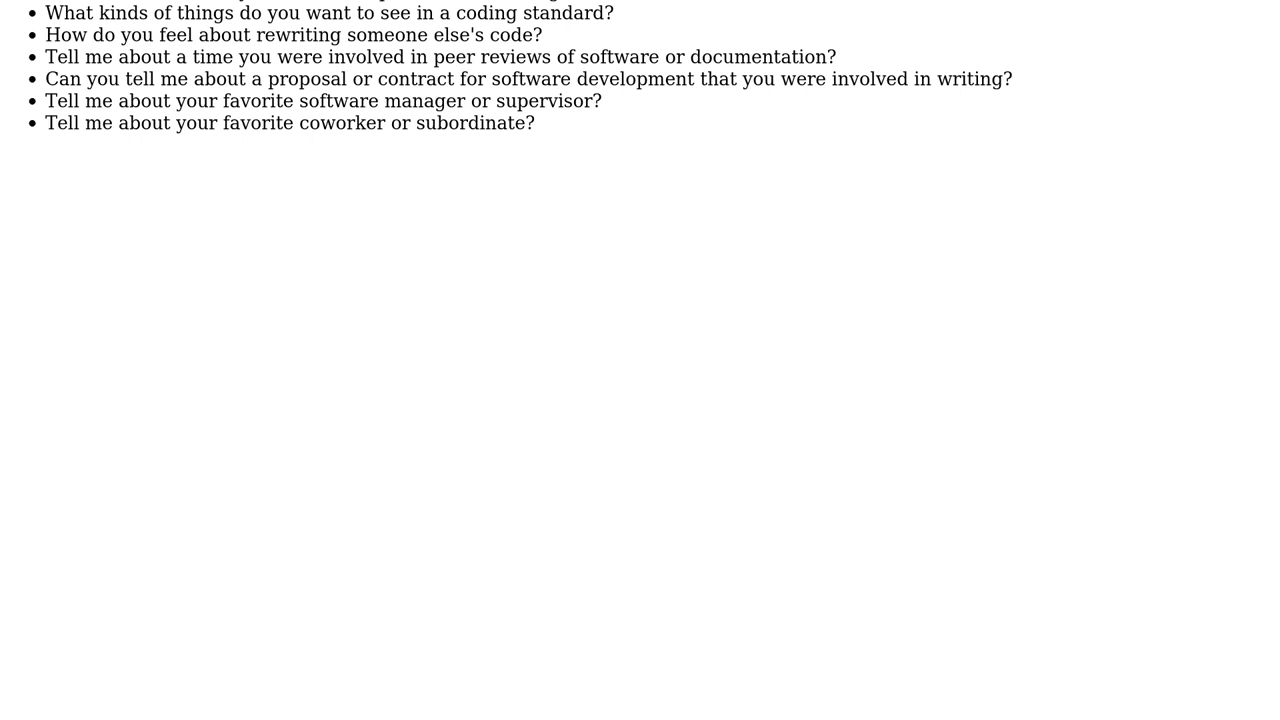 What kinds of things do you want to see in a coding standard?
How do you feel about rewriting someone else's code?
Tell me about a time you were involved in peer reviews of software or documentation?
Can you tell me about a proposal or contract for software development that you were involved in writing?
Tell me about your favorite software manager or supervisor?
Tell me about your favorite coworker or subordinate?